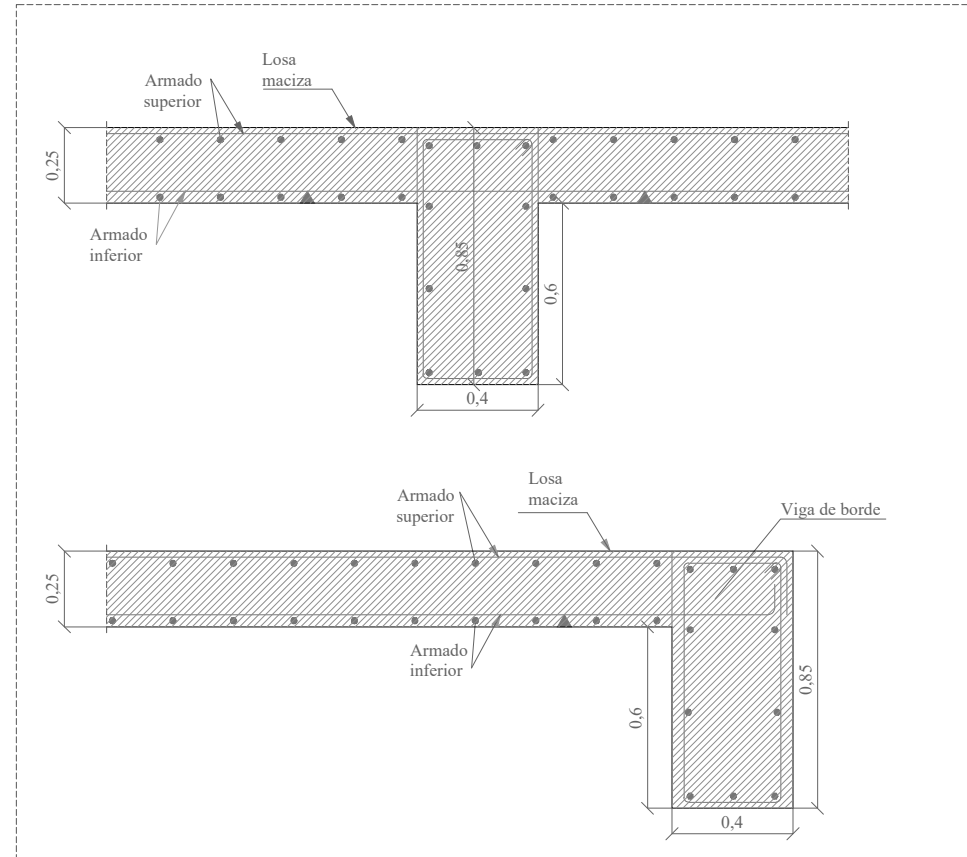 Losa
maciza
Armado
superior
0,25
Armado
inferior
0,85
0,6
0,4
Losa
maciza
Armado
superior
Viga de borde
0,25
Armado
inferior
0,6
0,85
0,4